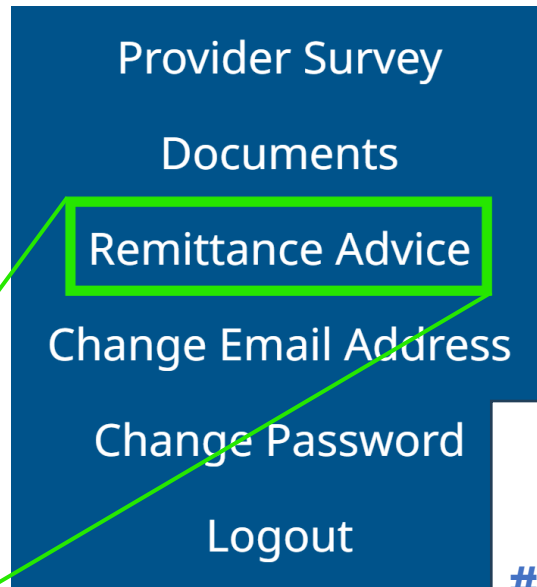 Provider Survey
Documents
Remittance Advice
Change Email Address
Change Password
Logout
#